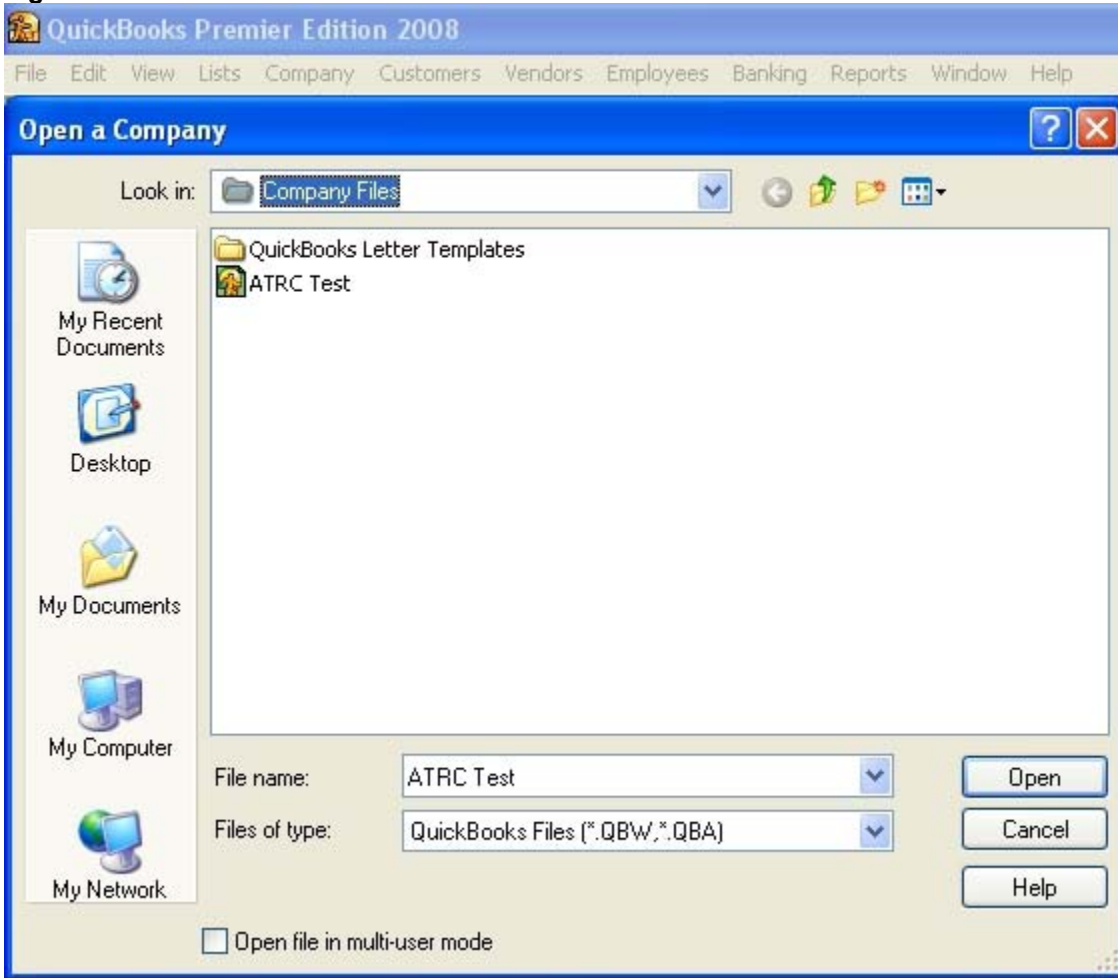 QuickBooks Premier Edition 2008
File Edit View Lists Company Customers Vendors Employees Banking Reports Window Help
Open a Company
Look in: Company Files
QuickBooks Letter Templates
ATRC Test
My Recent
Documents
Desktop
My Documents
My Computer
My Network
File name: ATRC Test Open
Files of type: QuickBooks Files (*.QBW,*.QBA) Cancel
Help
Open file in multi-user mode